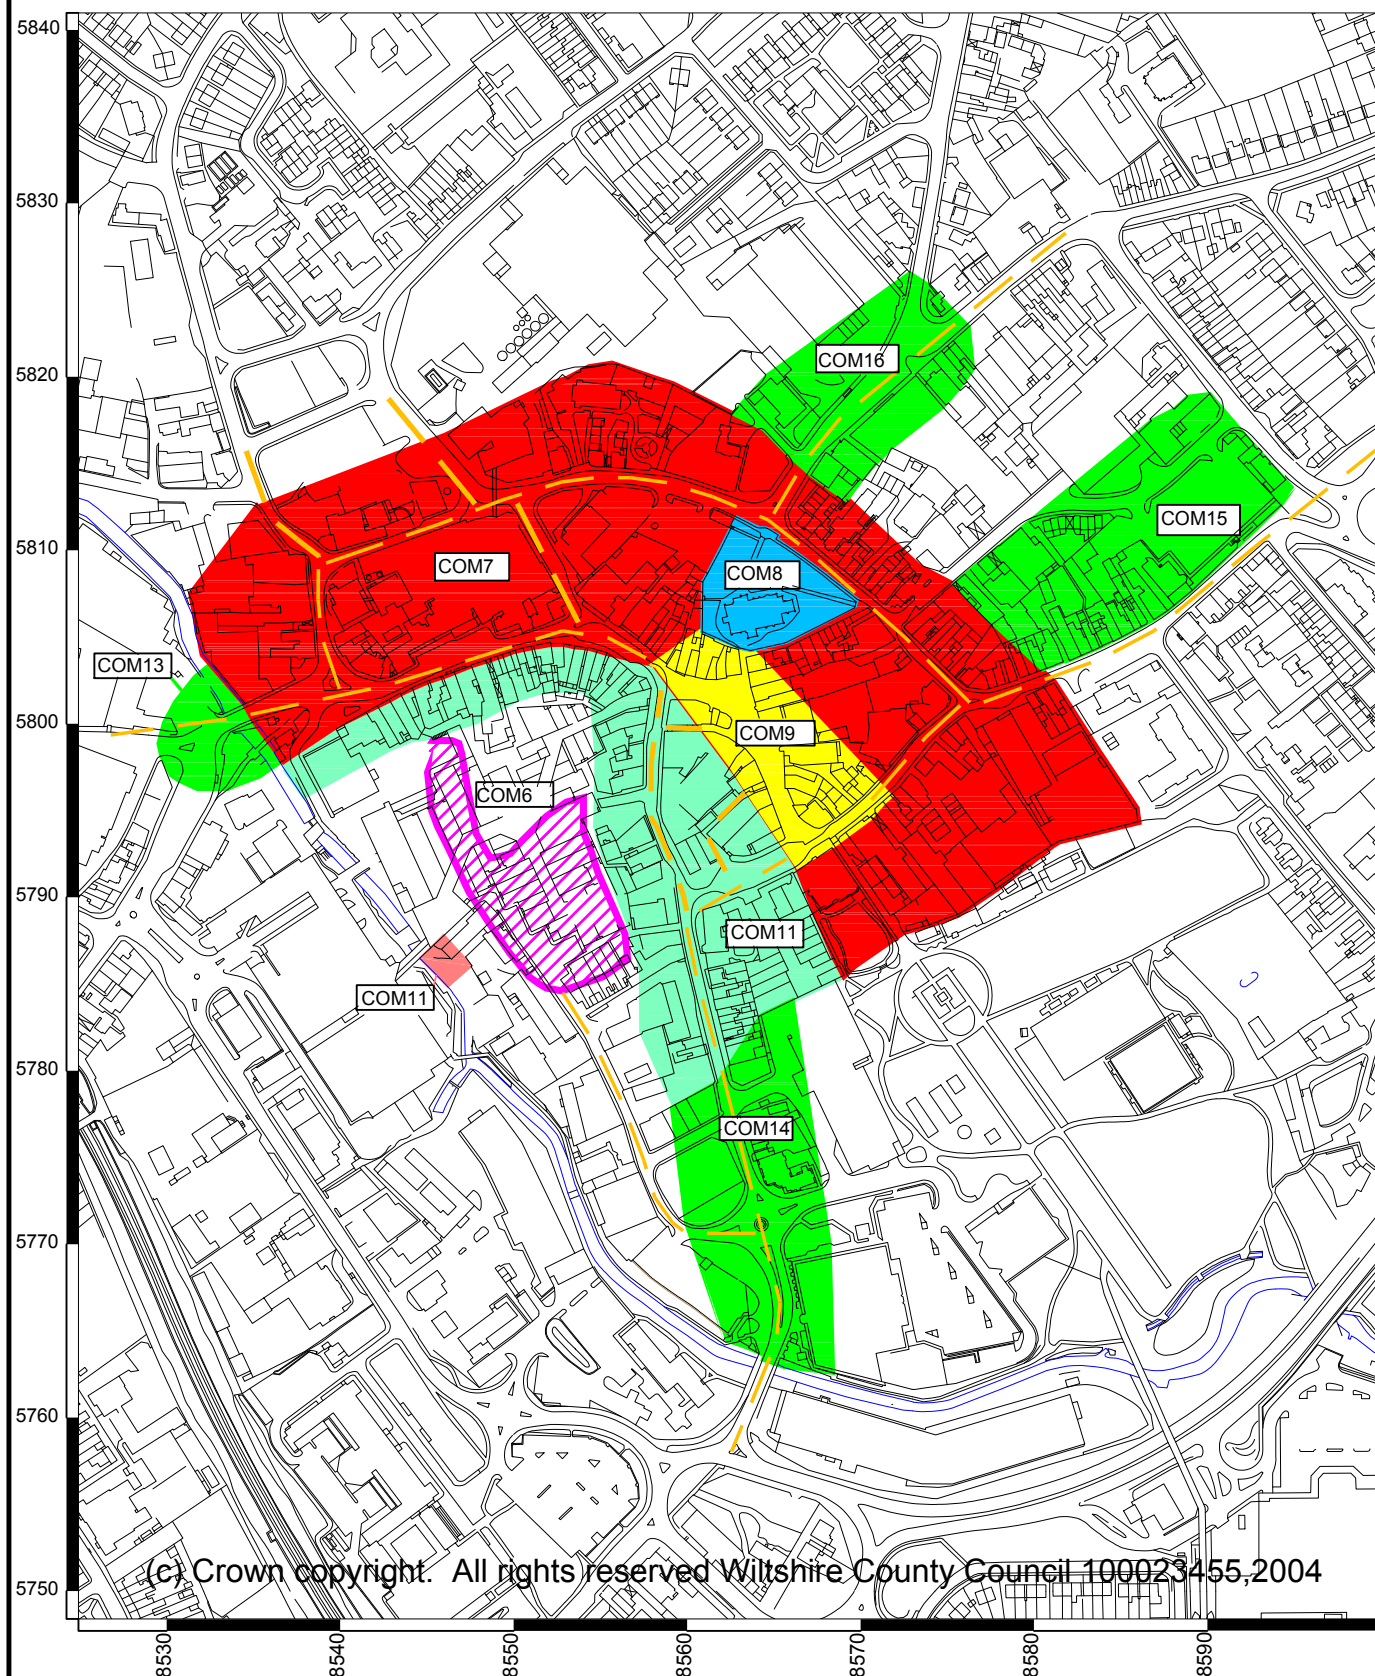 5840
5830
5820
5810
5800
5790
5780
5770
5760
5750
COM16
COM15
COM7
COM8
COM13
COM9
COM6
COM11
COM11
COM14
(c) Crown copyright. All rights reserved Wiltshire County Council 100023455,2004
8530
8540
8550
8560
8570
8580
8590